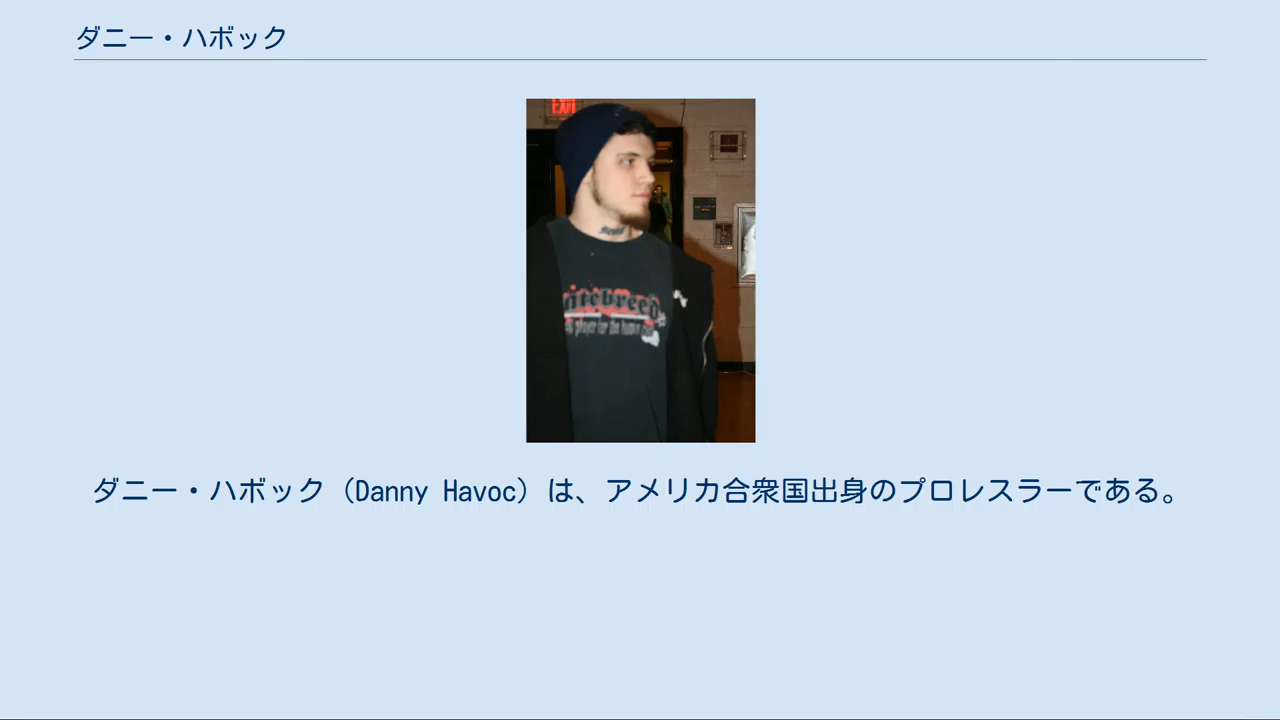 ダニー・ハボック
EXIT
ダニー・ハボック（Danny Havoc）は、アメリカ合衆国出身のプロレスラーである。